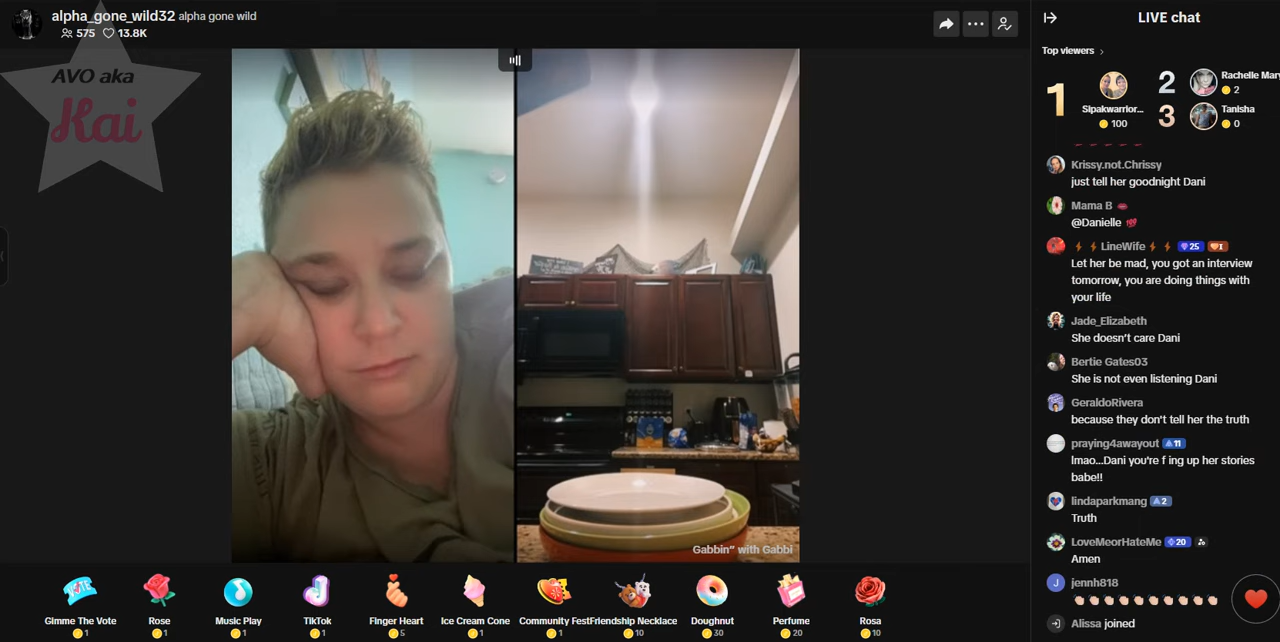 alpha_gone_wild32 alpha gone wild
575 13.8K
AVO aka
Kai
Gabbin" with Gabbi
Gimme The Vote
1
Rose
1
Music Play
1
TikTok
1
Finger Heart
5
Ice Cream Cone
1
Community Fest
1
Friendship Necklace
10
Doughnut
30
Perfume
20
Rosa
10
LIVE chat
Top viewers >
1
Sipakwarrior...
100
2
Rachelle Mar
2
3
Tanisha
0
Krissy.not.Chrissy
just tell her goodnight Dani
Mama B
@Danielle 💯
LineWife 25 I
Let her be mad, you got an interview
tomorrow, you are doing things with
your life
Jade_Elizabeth
She doesn't care Dani
Bertie Gates03
She is not even listening Dani
GeraldoRivera
because they don't tell her the truth
praying4awayout 11
lmao...Dani you're f ing up her stories
babe!!
lindaparkmang 2
Truth
LoveMeorHateMe 20
Amen
J jennh818
Alissa joined